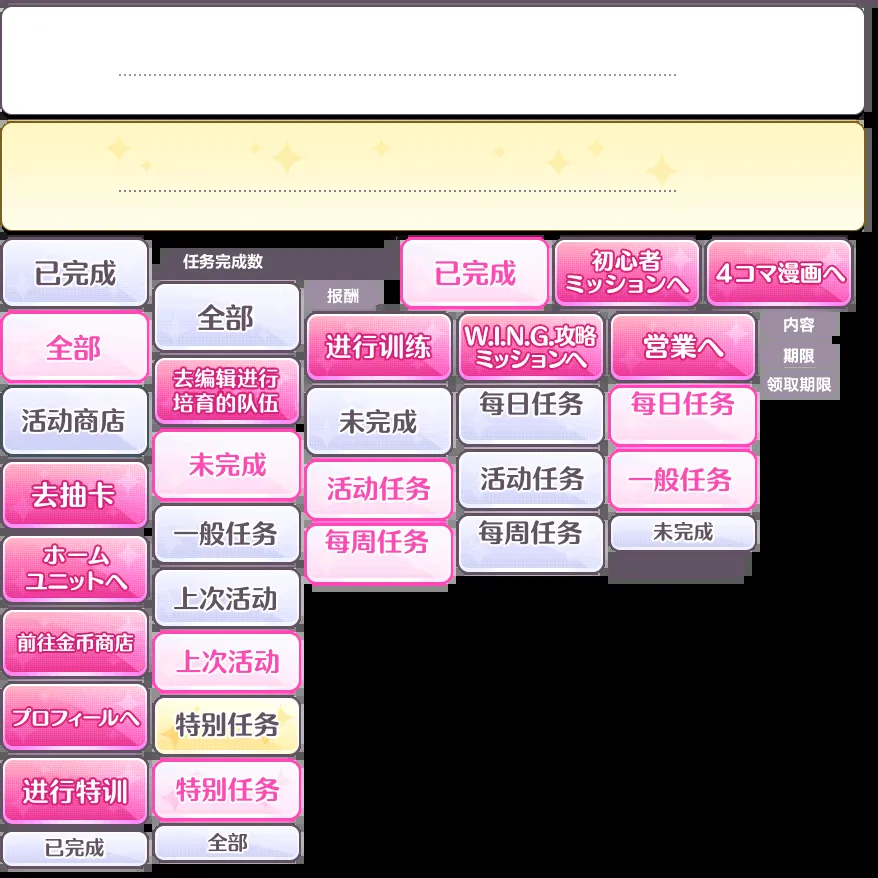 已完成
全部
活动商店
去抽卡
ホーム
ユニットへ
前往金币商店
プロフィールへ
进行特训
已完成
任务完成数
全部
去编辑进行
培育的队伍
未完成
一般任务
上次活动
上次活动
特别任务
特别任务
全部
报酬
进行训练
未完成
活动任务
每周任务
已完成
W.I.N.G.攻略
ミッションへ
每日任务
活动任务
每周任务
初心者
ミッションへ
営業へ
每日任务
一般任务
未完成
4コマ漫画へ
内容
期限
领取期限